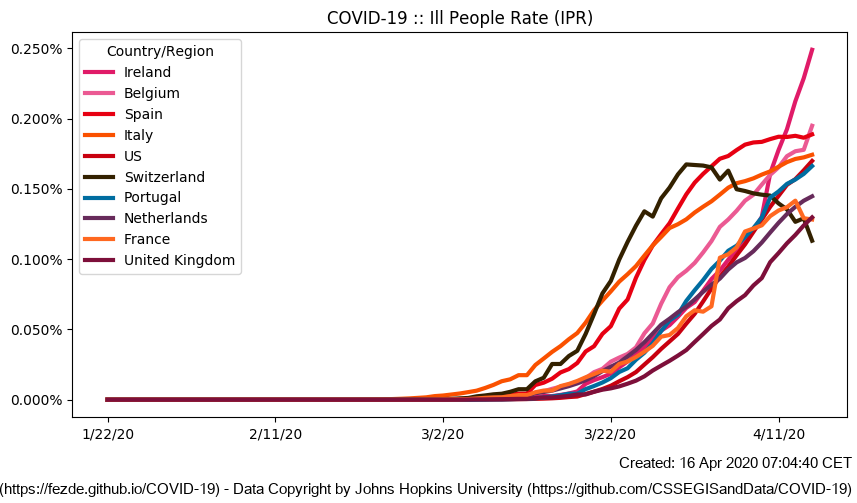 COVID-19 :: Ill People Rate (IPR)
0.250%
0.200%
0.150%
0.100%
0.050%
0.000%
Country/Region
Ireland
Belgium
Spain
Italy
US
Switzerland
Portugal
Netherlands
France
United Kingdom
1/22/20 2/11/20 3/2/20 3/22/20 4/11/20
Created: 16 Apr 2020 07:04:40 CET
(https://fezde.github.io/COVID-19) - Data Copyright by Johns Hopkins University (https://github.com/CSSEGISandData/COVID-19)